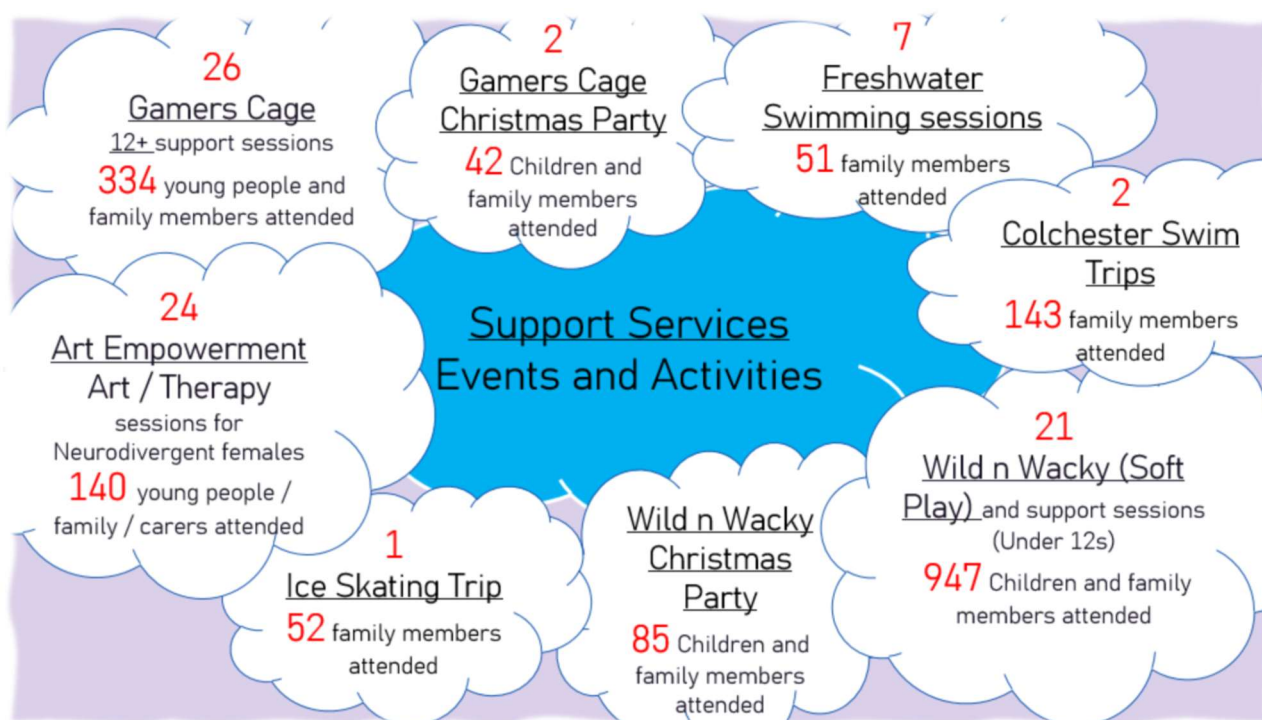 26
Gamers Cage
12+ support sessions
334 young people and
family members attended
2
Gamers Cage
Christmas Party
42 Children and
family members
attended
7
Freshwater
Swimming sessions
51 family members
attended
2
Colchester Swim
Trips
143 family members
attended
Support Services
Events and Activities
24
Art Empowerment
Art / Therapy
sessions for
Neurodivergent females
140 young people /
family / carers attended
1
Ice Skating Trip
52 family members
attended
Wild n Wacky
Christmas
Party
85 Children and
family members
attended
21
Wild n Wacky (Soft
Play) and support sessions
(Under 12s)
947 Children and family
members attended